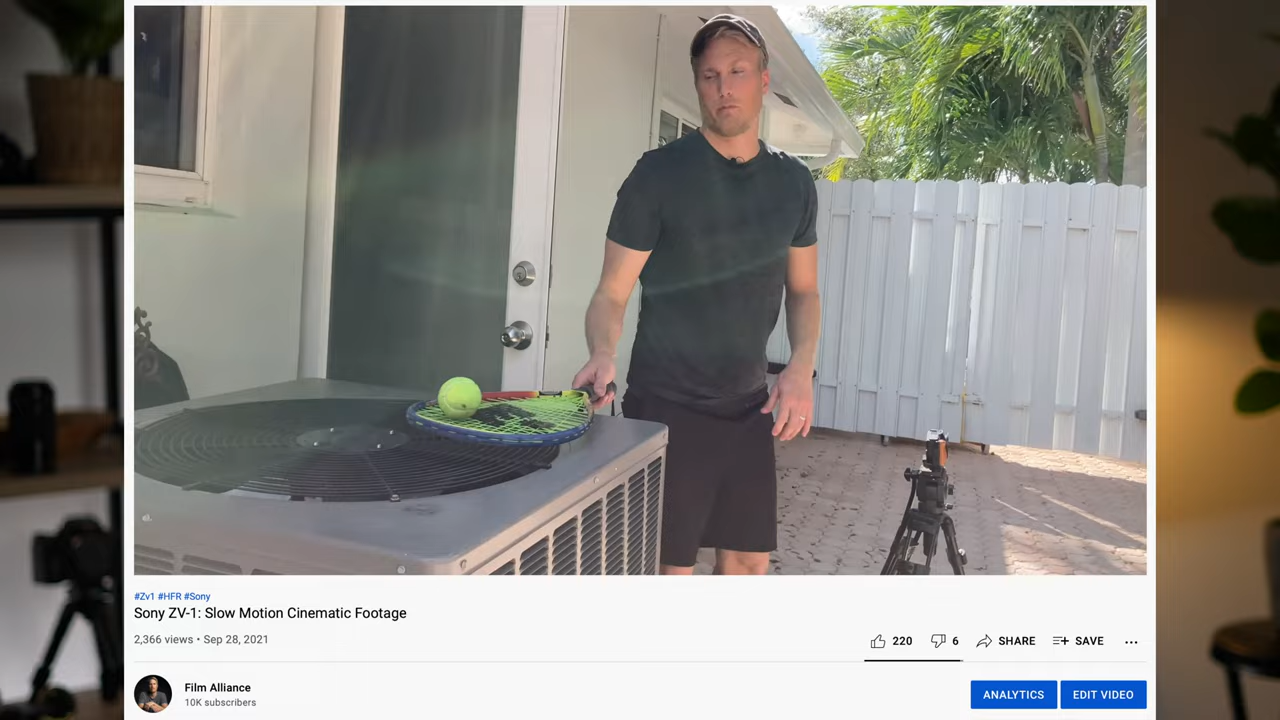 #Zv1 #HFR #Sony
Sony ZV-1: Slow Motion Cinematic Footage
2,366 views • Sep 28, 2021
220
6
SHARE
SAVE
Film Alliance
10K subscribers
ANALYTICS
EDIT VIDEO